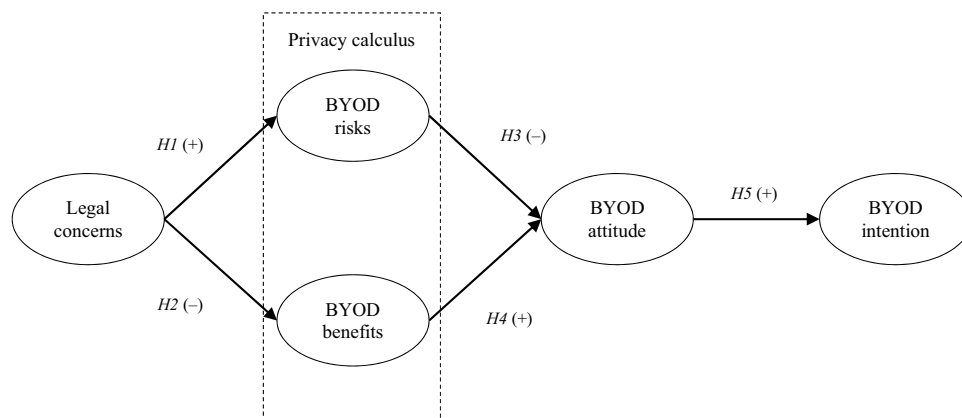 Privacy calculus
BYOD
risks
H1 (+)
H3 (–)
Legal
concerns
BYOD
attitude
H5 (+)
BYOD
intention
H2 (–)
BYOD
benefits
H4 (+)